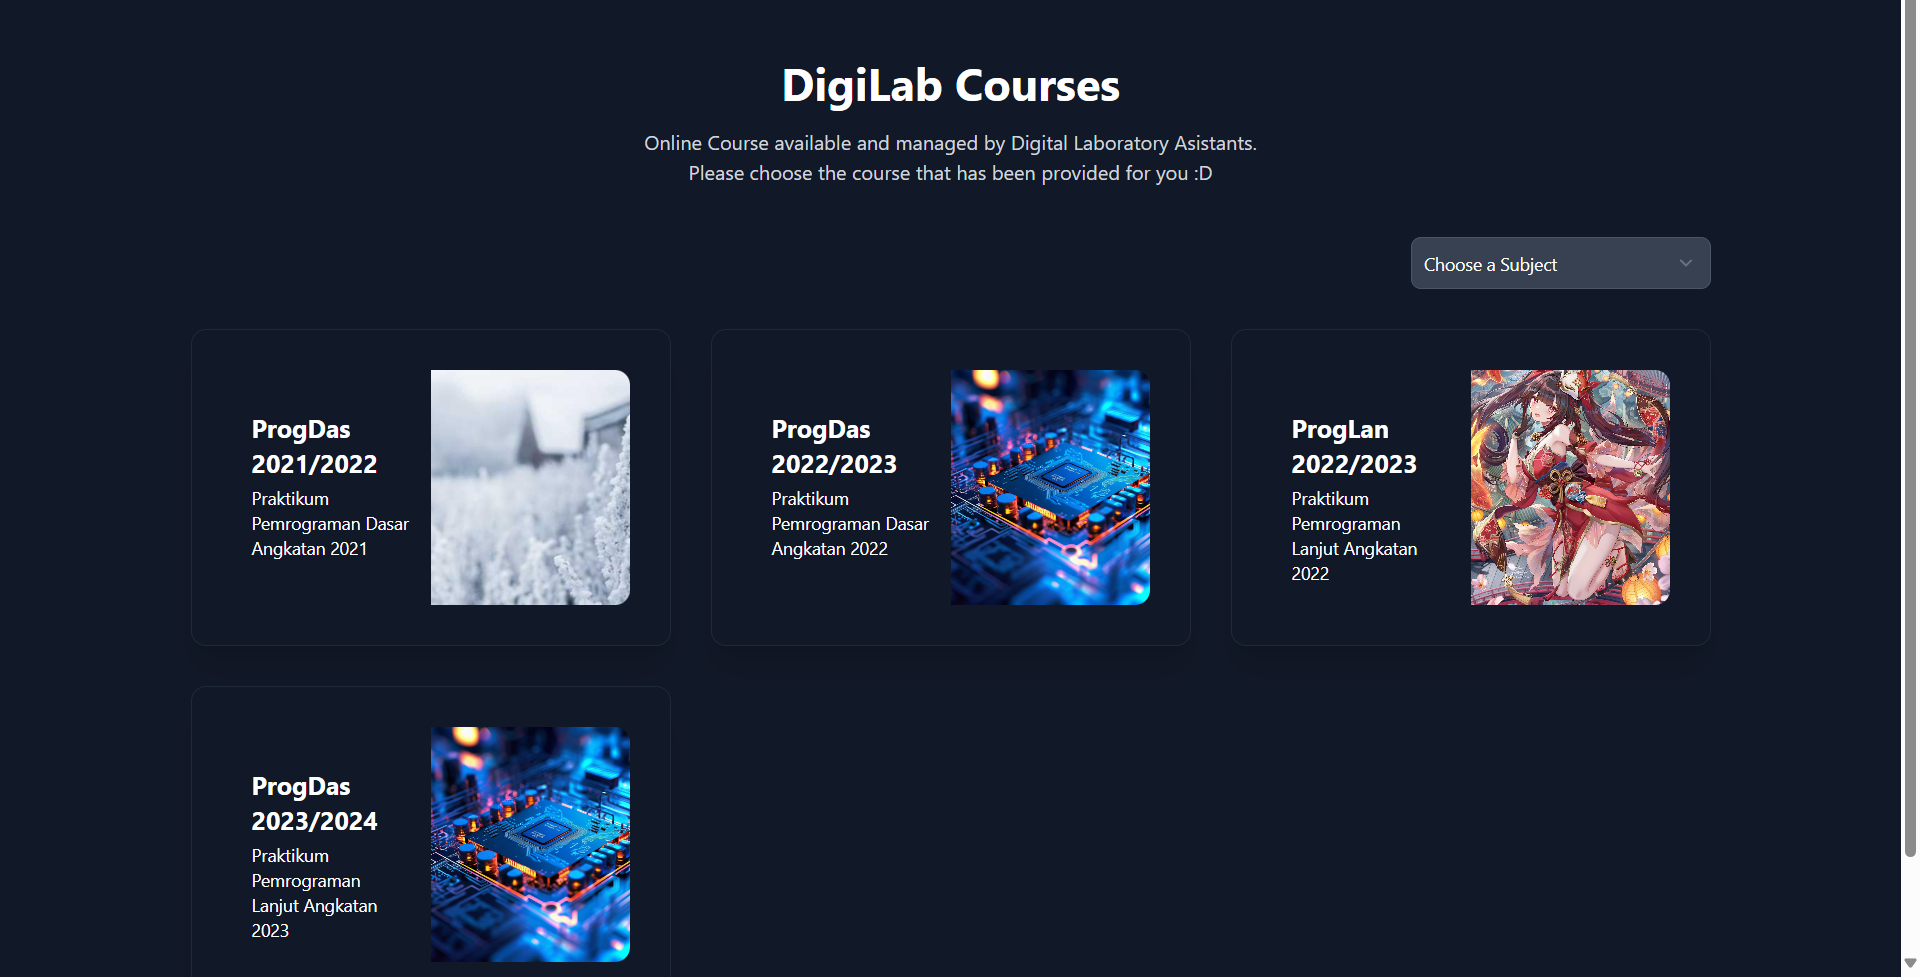 DigiLab Courses
Online Course available and managed by Digital Laboratory Asistants.
Please choose the course that has been provided for you :D
Choose a Subject
ProgDas
2021/2022
Praktikum
Pemrograman Dasar
Angkatan 2021
ProgDas
2022/2023
Praktikum
Pemrograman Dasar
Angkatan 2022
ProgLan
2022/2023
Praktikum
Pemrograman
Lanjut Angkatan
2022
ProgDas
2023/2024
Praktikum
Pemrograman
Lanjut Angkatan
2023